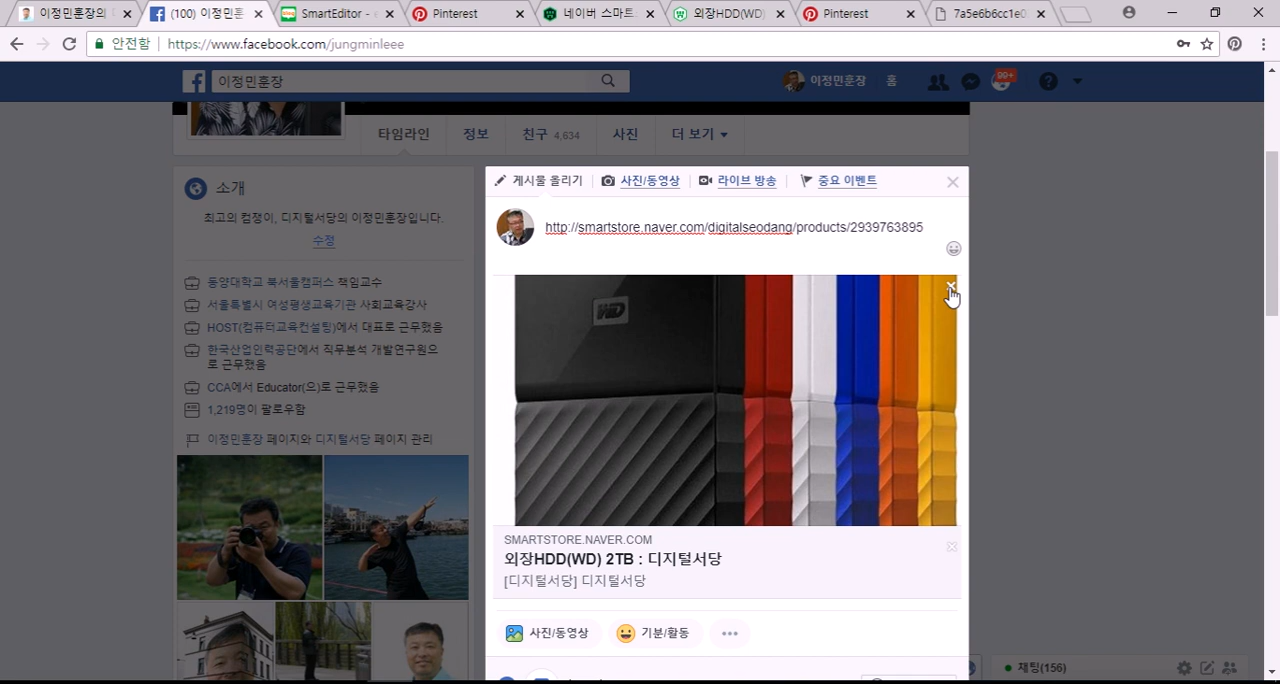 이정민훈장의
(100) 이정민훈
SmartEditor - e
Pinterest
네이버 스마트
외장HDD(WD)
Pinterest
7a5e6b6cc1e0
안전함 https://www.facebook.com/jungminleee
이정민훈장
이정민훈장 홈 99+
타임라인 정보 친구 4,634 사진 더 보기
소개
최고의 컴쟁이, 디지털서당의 이정민훈장입니다.
수정
동양대학교 북서울캠퍼스 책임교수
서울특별시 여성평생교육기관 사회교육강사
HOST(컴퓨터교육컨설팅)에서 대표로 근무했음
한국산업인력공단에서 직무분석 개발연구원으
로 근무했음
CCA에서 Educator(으)로 근무했음
1,219명이 팔로우함
이정민훈장 페이지와 디지털서당 페이지 관리
게시물 올리기 사진/동영상 라이브 방송 중요 이벤트
http://smartstore.naver.com/digitalseodang/products/2939763895
WD
SMARTSTORE.NAVER.COM
외장HDD(WD) 2TB : 디지털서당
[디지털서당] 디지털서당
사진/동영상 기분/활동
채팅(156)